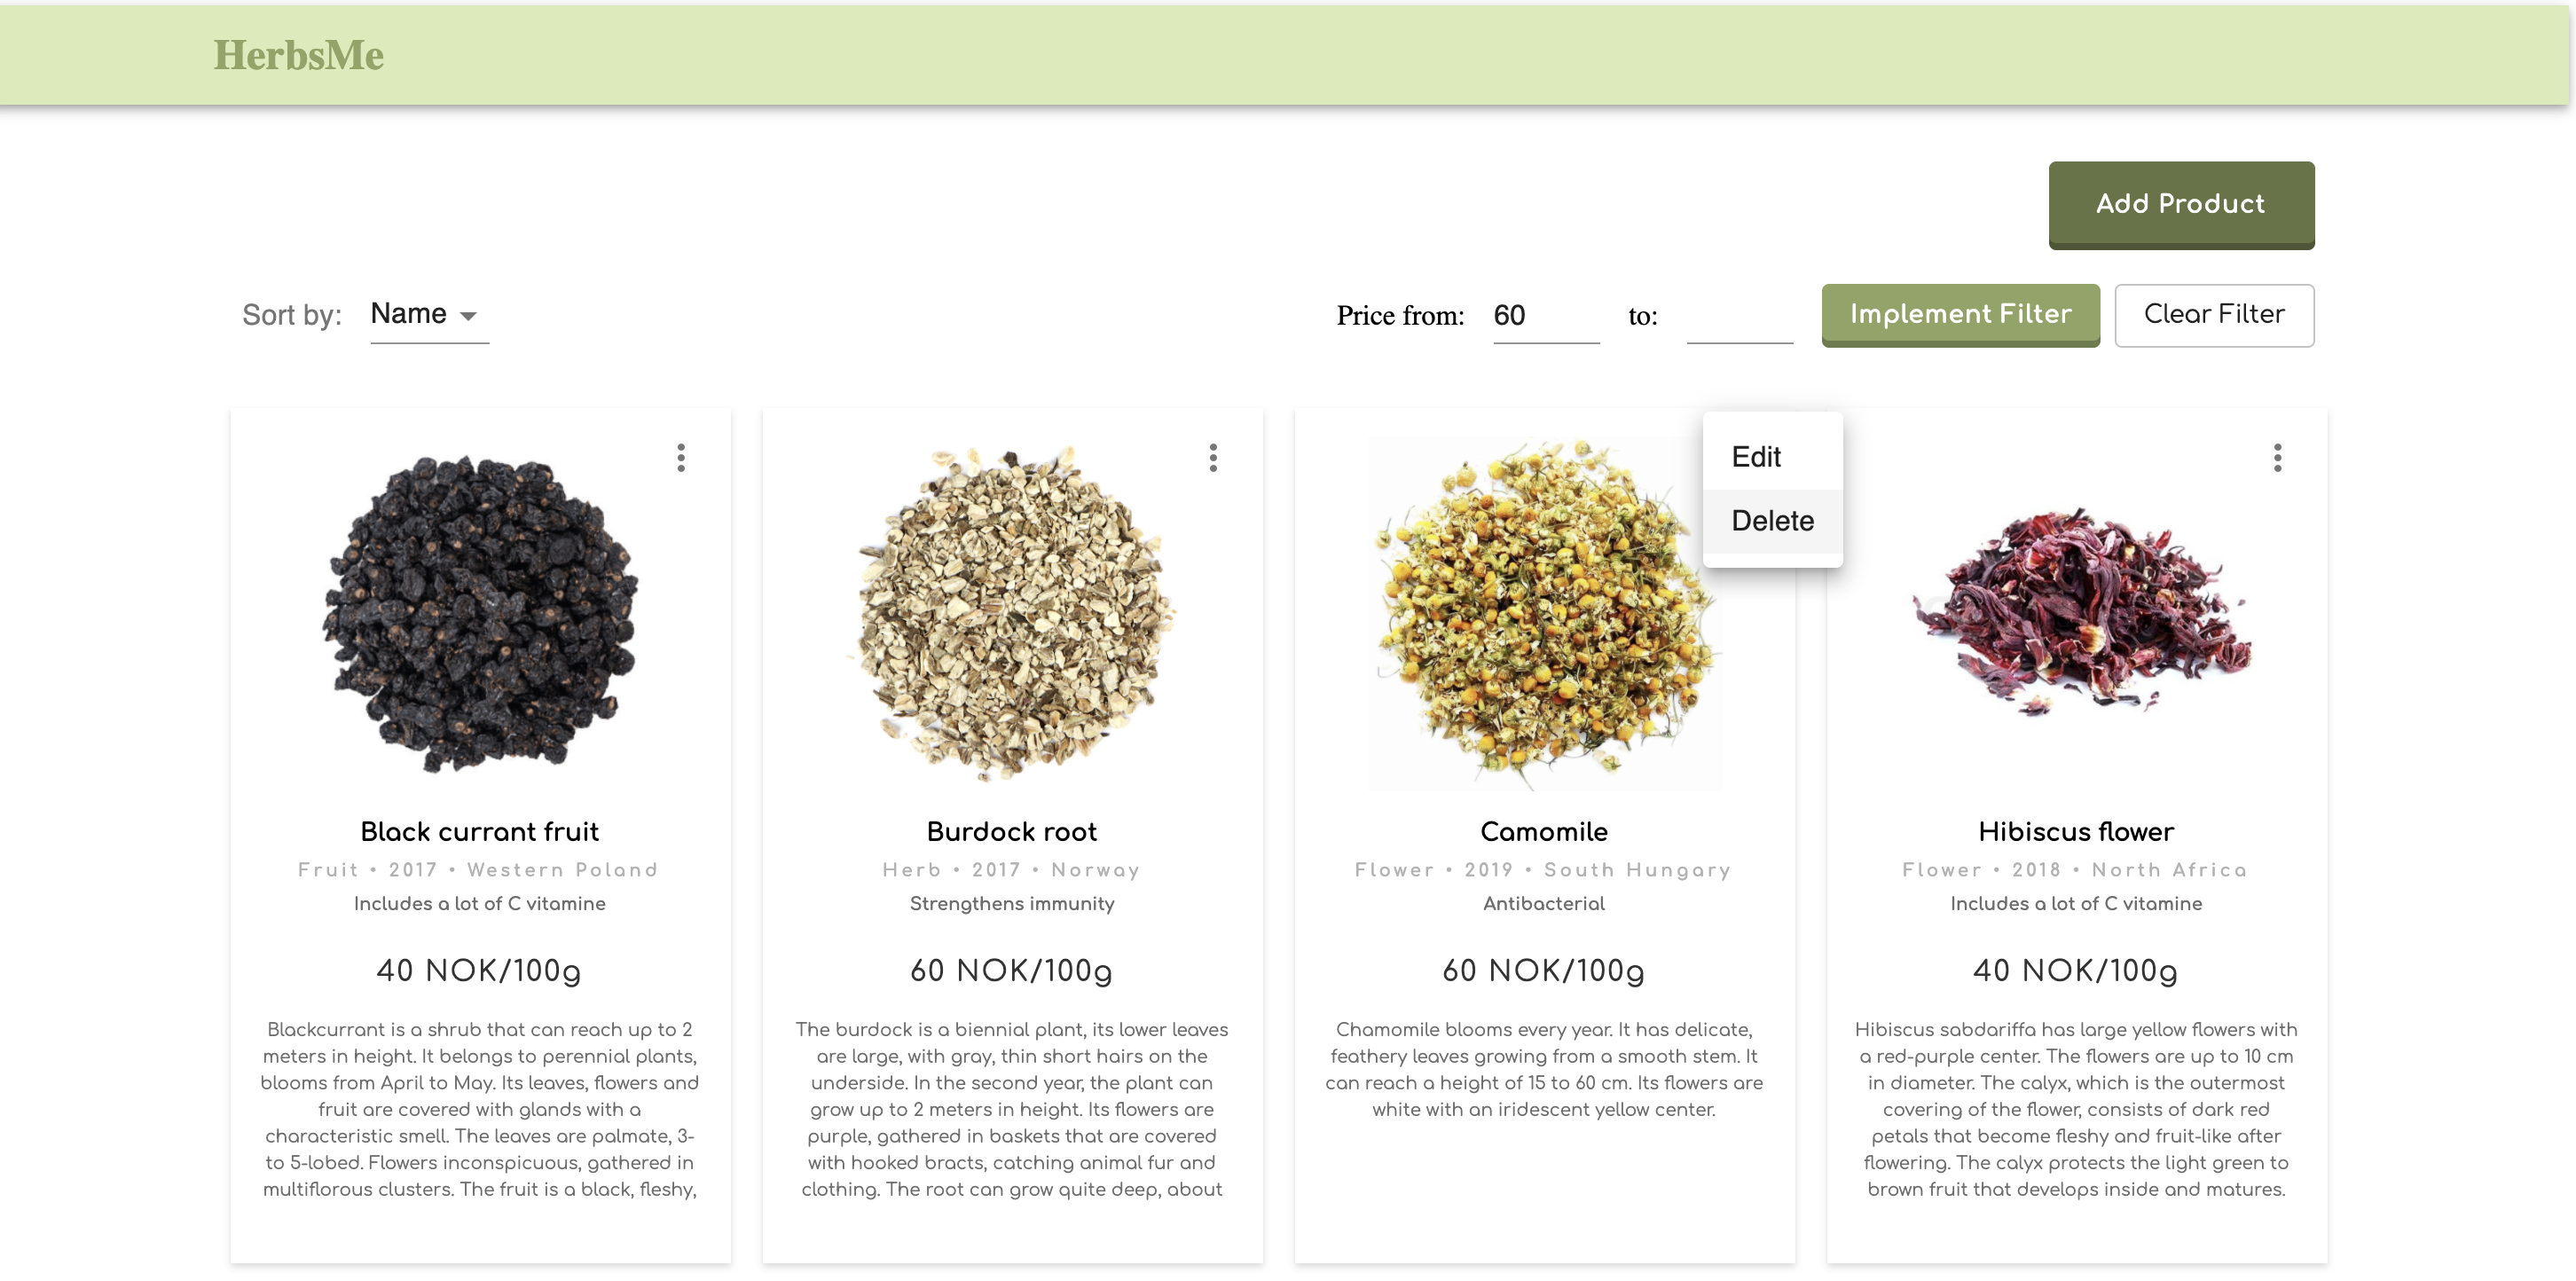 HerbsMe
Add Product
Sort by: Name
Price from: 60 to:
Implement Filter
Clear Filter
Edit
Delete
Black currant fruit
Fruit • 2017 • Western Poland
Includes a lot of C vitamine
40 NOK/100g
Blackcurrant is a shrub that can reach up to 2
meters in height. It belongs to perennial plants,
blooms from April to May. Its leaves, flowers and
fruit are covered with glands with a
characteristic smell. The leaves are palmate, 3-
to 5-lobed. Flowers inconspicuous, gathered in
multiflorous clusters. The fruit is a black, fleshy,
Burdock root
Herb • 2017 • Norway
Strengthens immunity
60 NOK/100g
The burdock is a biennial plant, its lower leaves
are large, with gray, thin short hairs on the
underside. In the second year, the plant can
grow up to 2 meters in height. Its flowers are
purple, gathered in baskets that are covered
with hooked bracts, catching animal fur and
clothing. The root can grow quite deep, about
Camomile
Flower • 2019 • South Hungary
Antibacterial
60 NOK/100g
Chamomile blooms every year. It has delicate,
feathery leaves growing from a smooth stem. It
can reach a height of 15 to 60 cm. Its flowers are
white with an iridescent yellow center.
Hibiscus flower
Flower • 2018 • North Africa
Includes a lot of C vitamine
40 NOK/100g
Hibiscus sabdariffa has large yellow flowers with
a red-purple center. The flowers are up to 10 cm
in diameter. The calyx, which is the outermost
covering of the flower, consists of dark red
petals that become fleshy and fruit-like after
flowering. The calyx protects the light green to
brown fruit that develops inside and matures.